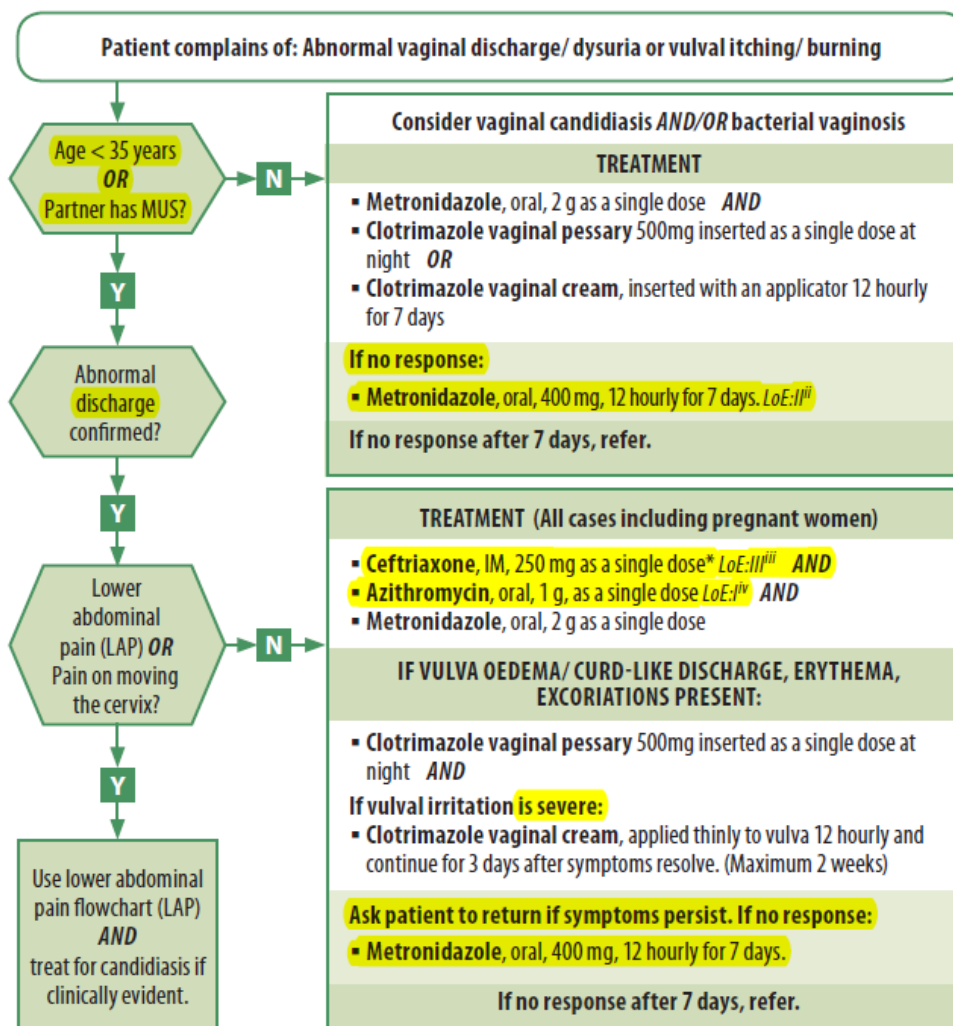 Patient complains of: Abnormal vaginal discharge/ dysuria or vulval itching/ burning
Age < 35 years
OR
Partner has MUS?
N
Y
Consider vaginal candidiasis AND/OR bacterial vaginosis
TREATMENT
▪ Metronidazole, oral, 2 g as a single dose AND
▪ Clotrimazole vaginal pessary 500mg inserted as a single dose at
night OR
▪ Clotrimazole vaginal cream, inserted with an applicator 12 hourly
for 7 days
If no response:
▪ Metronidazole, oral, 400 mg, 12 hourly for 7 days. LoE:II ii
If no response after 7 days, refer.
Abnormal
discharge
confirmed?
Y
Lower
abdominal
pain (LAP) OR
Pain on moving
the cervix?
N
Y
TREATMENT (All cases including pregnant women)
▪ Ceftriaxone, IM, 250 mg as a single dose* LoE:III iii AND
▪ Azithromycin, oral, 1 g, as a single dose LoE:I iv AND
▪ Metronidazole, oral, 2 g as a single dose
IF VULVA OEDEMA/ CURD-LIKE DISCHARGE, ERYTHEMA,
EXCORIATIONS PRESENT:
▪ Clotrimazole vaginal pessary 500mg inserted as a single dose at
night AND
If vulval irritation is severe:
▪ Clotrimazole vaginal cream, applied thinly to vulva 12 hourly and
continue for 3 days after symptoms resolve. (Maximum 2 weeks)
Ask patient to return if symptoms persist. If no response:
▪ Metronidazole, oral, 400 mg, 12 hourly for 7 days.
If no response after 7 days, refer.
Use lower abdominal
pain flowchart (LAP)
AND
treat for candidiasis if
clinically evident.